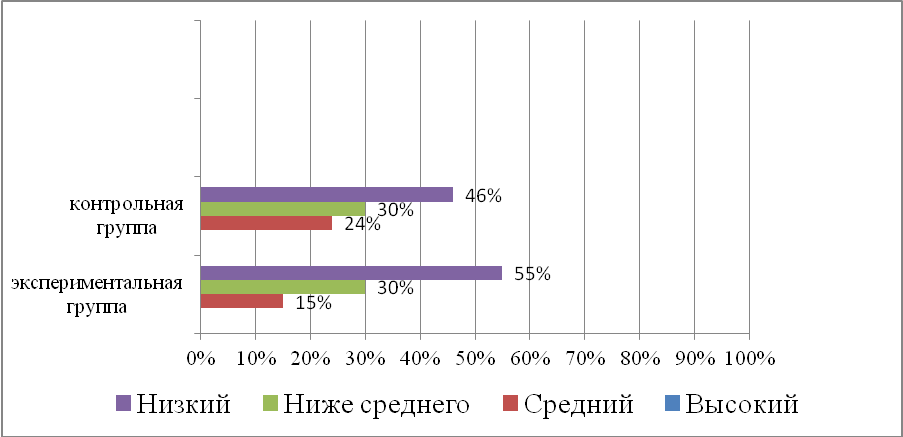 46%
контрольная
группа
30%
24%
55%
экспериментальная
группа
30%
15%
0% 10% 20% 30% 40% 50% 60% 70% 80% 90% 100%
Низкий Ниже среднего Средний Высокий